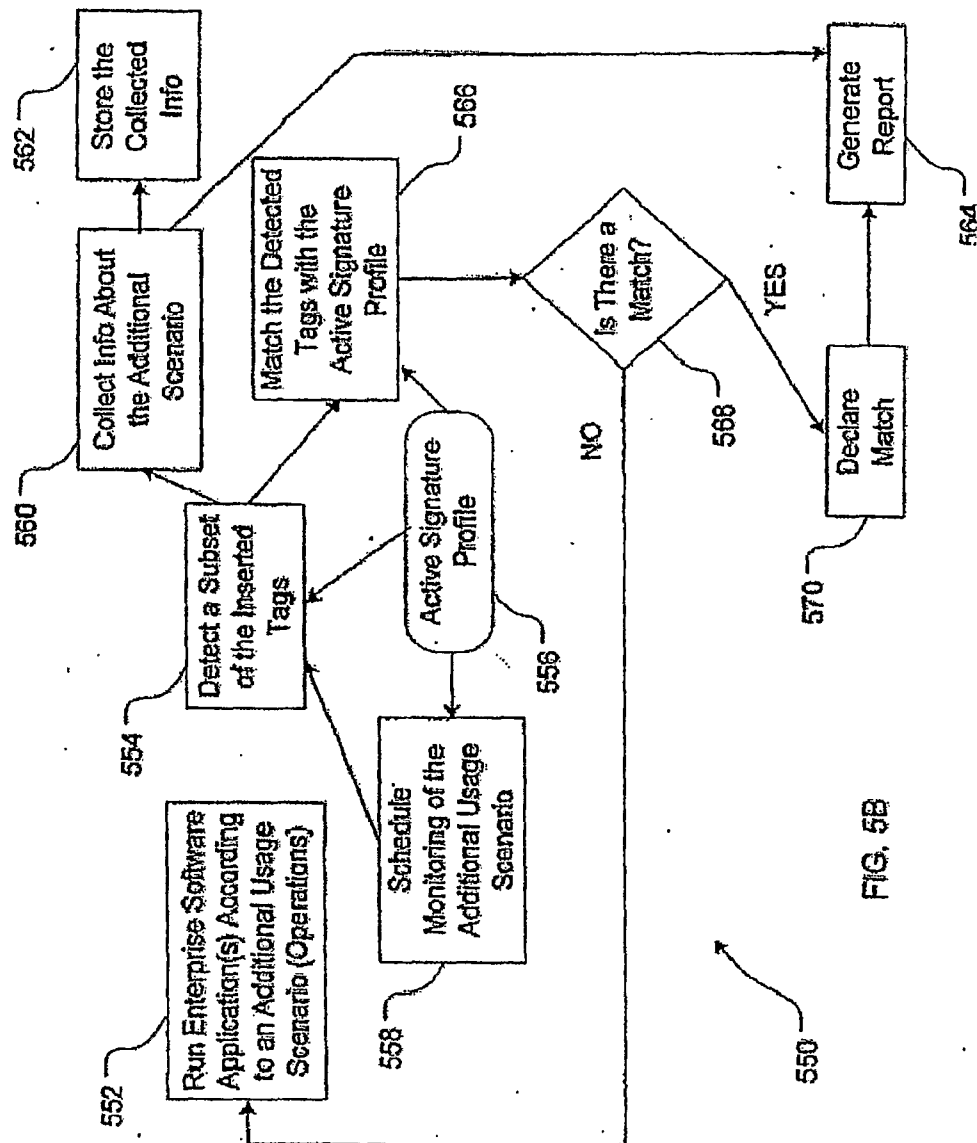 552
Run Enterprise Software
Application(s) According
to an Additional Usage
Scenario (Operations)
554
Detect a Subset
of the Inserted
Tags
560
Collect Info About
the Additional
Scenario
562
Store the
Collected
Info
558
Schedule
Monitoring of the
Additional Usage
Scenario
Active Signature
Profile
556
Match the Detected
Tags with the
Active Signature
Profile
566
Is There a
Match?
568
NO
YES
570
Declare
Match
Generate
Report
564
550
FIG. 5B